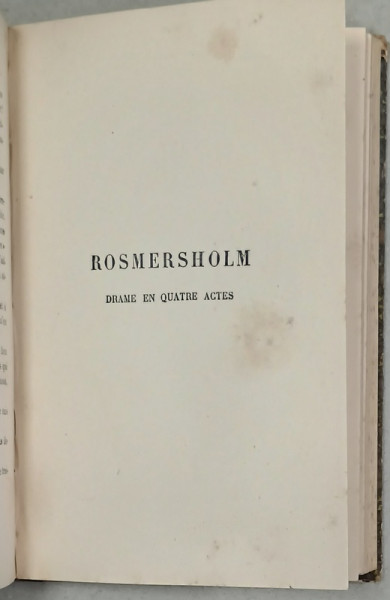 ROSMERSHOLM
DRAME EN QUATRE ACTES